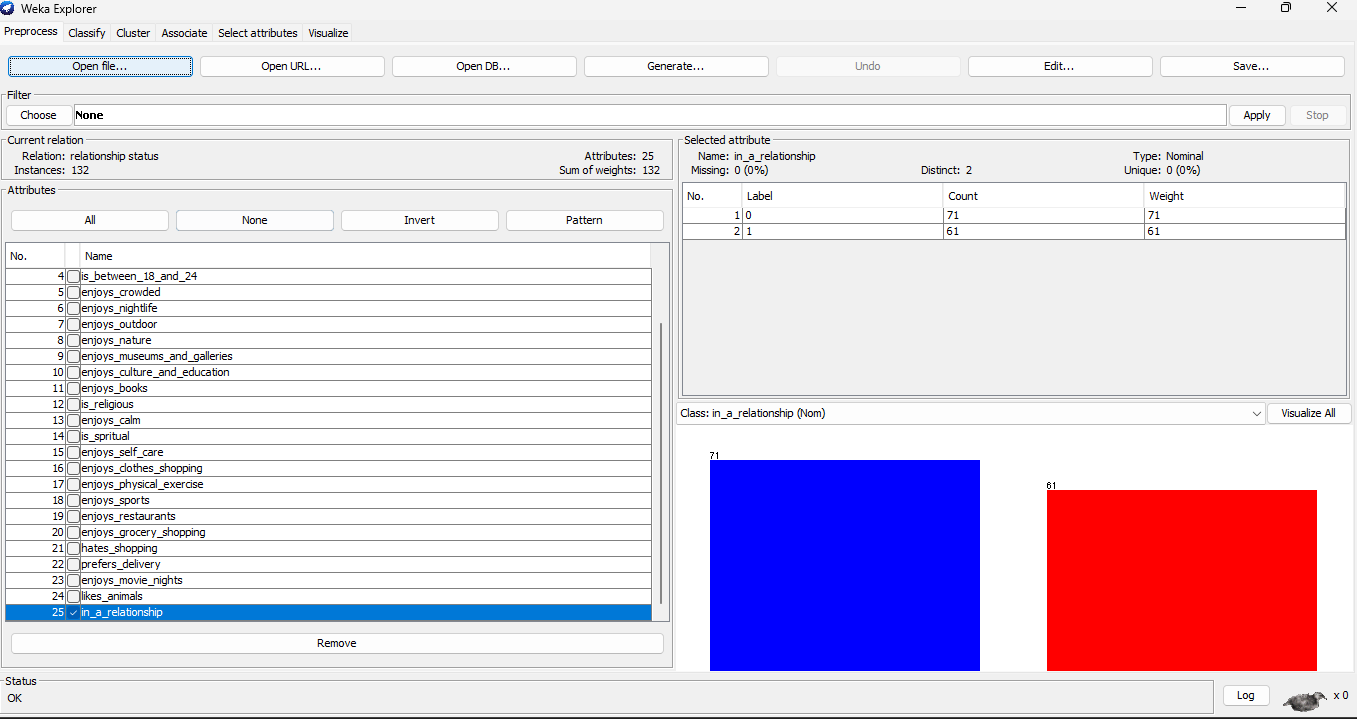 Weka Explorer
Preprocess Classify Cluster Associate Select attributes Visualize
Open file... Open URL... Open DB... Generate... Undo Edit... Save...
Filter
Choose None Apply Stop
Current relation
Relation: relationship status Attributes: 25
Instances: 132 Sum of weights: 132
Attributes
All None Invert Pattern
No. Name
4 is_between_18_and_24
5 enjoys_crowded
6 enjoys_nightlife
7 enjoys_outdoor
8 enjoys_nature
9 enjoys_museums_and_galleries
10 enjoys_culture_and_education
11 enjoys_books
12 is_religious
13 enjoys_calm
14 is_spritual
15 enjoys_self_care
16 enjoys_clothes_shopping
17 enjoys_physical_exercise
18 enjoys_sports
19 enjoys_restaurants
20 enjoys_grocery_shopping
21 hates_shopping
22 prefers_delivery
23 enjoys_movie_nights
24 likes_animals
25 in_a_relationship
Remove
Selected attribute
Name: in_a_relationship Type: Nominal
Missing: 0 (0%) Distinct: 2 Unique: 0 (0%)
No. Label Count Weight
1 0 71 71
2 1 61 61
Class: in_a_relationship (Nom) Visualize All
71
61
Status
OK
Log x 0